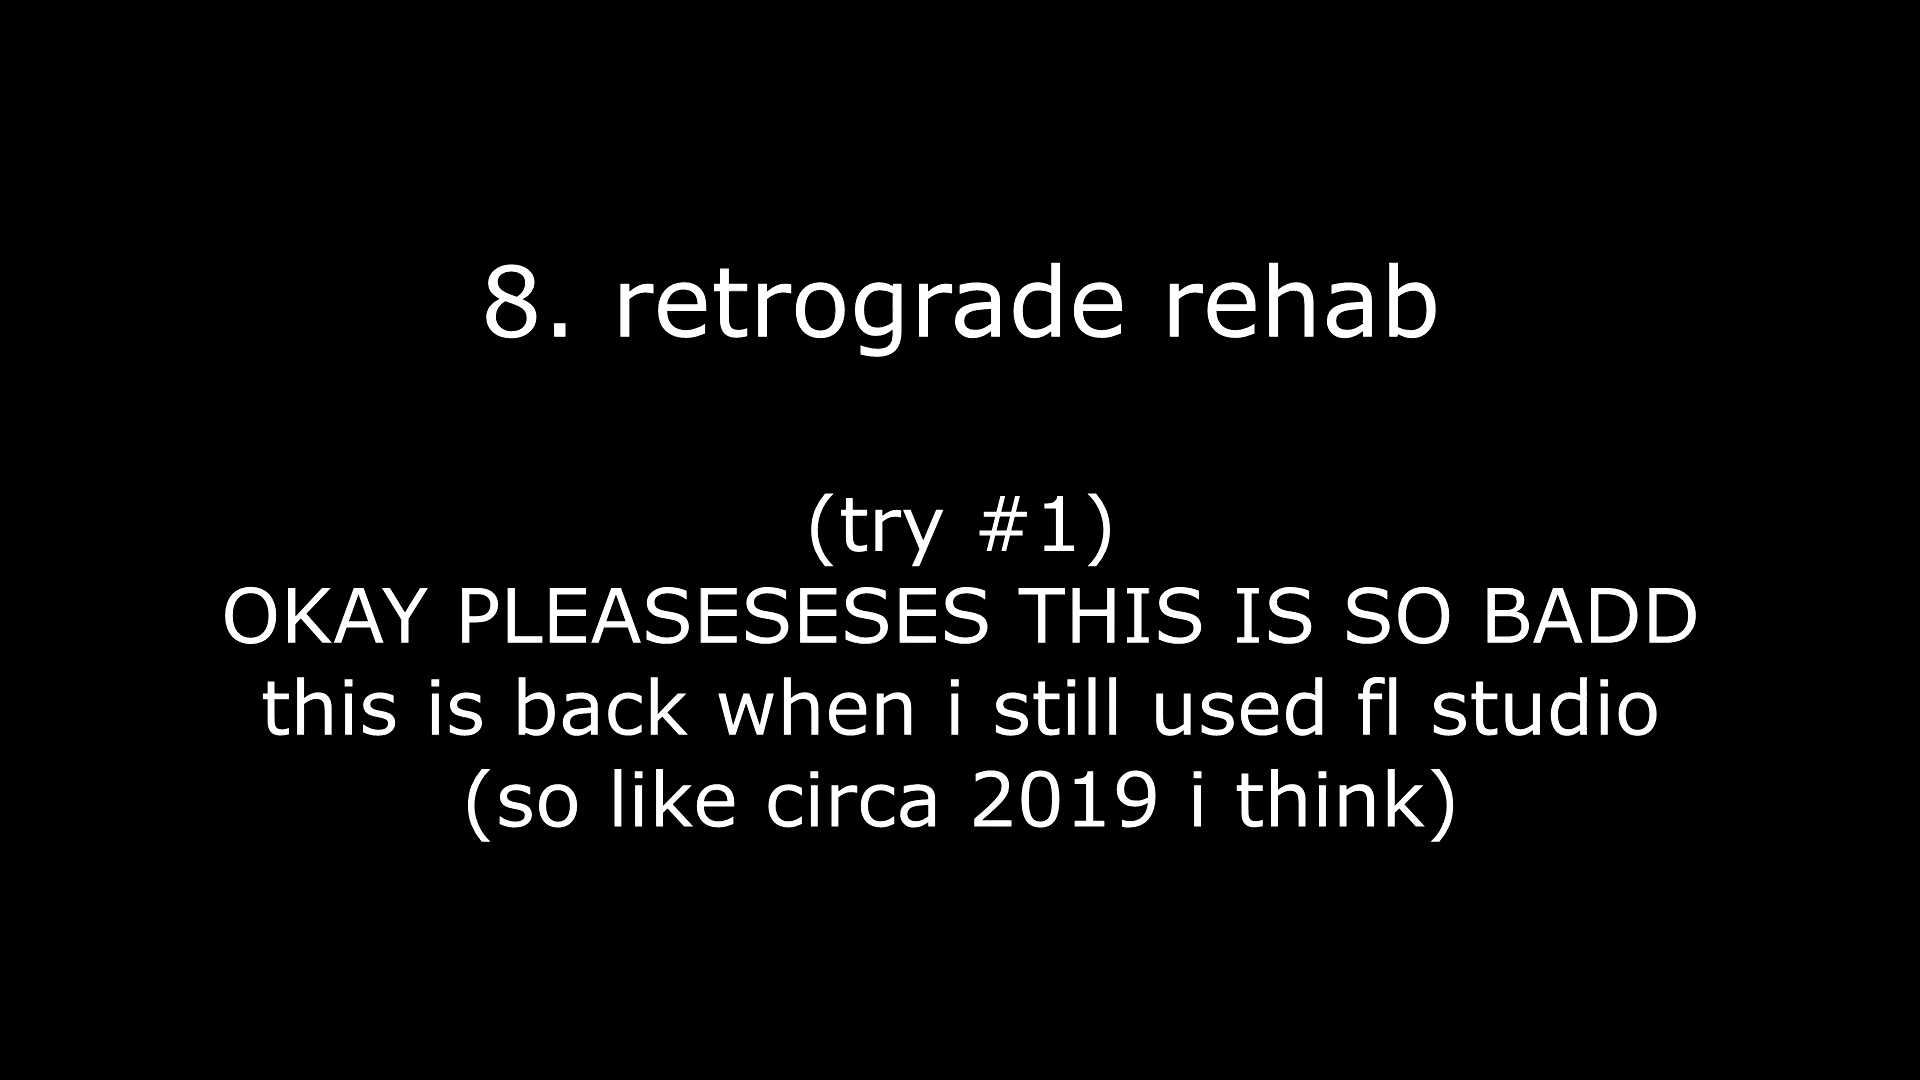 8. retrograde rehab
(try #1)
OKAY PLEASESESES THIS IS SO BADD
this is back when i still used fl studio
(so like circa 2019 i think)